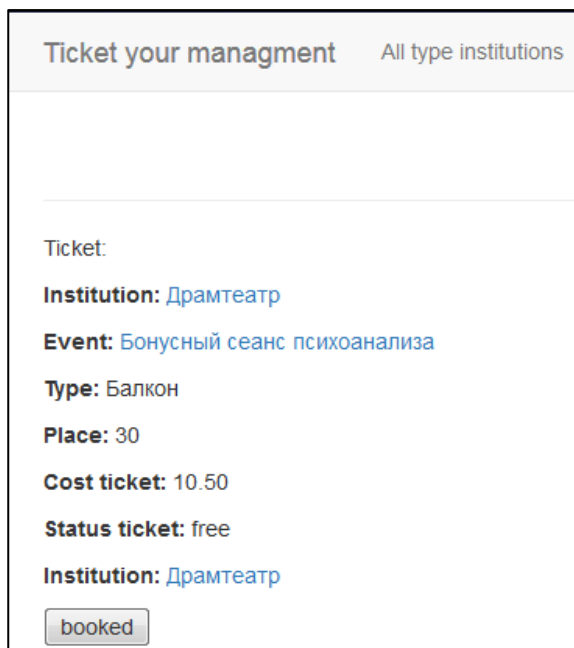 Ticket your managment All type institutions
Ticket:
Institution: Драмтеатр
Event: Бонусный сеанс психоанализа
Type: Балкон
Place: 30
Cost ticket: 10.50
Status ticket: free
Institution: Драмтеатр
booked